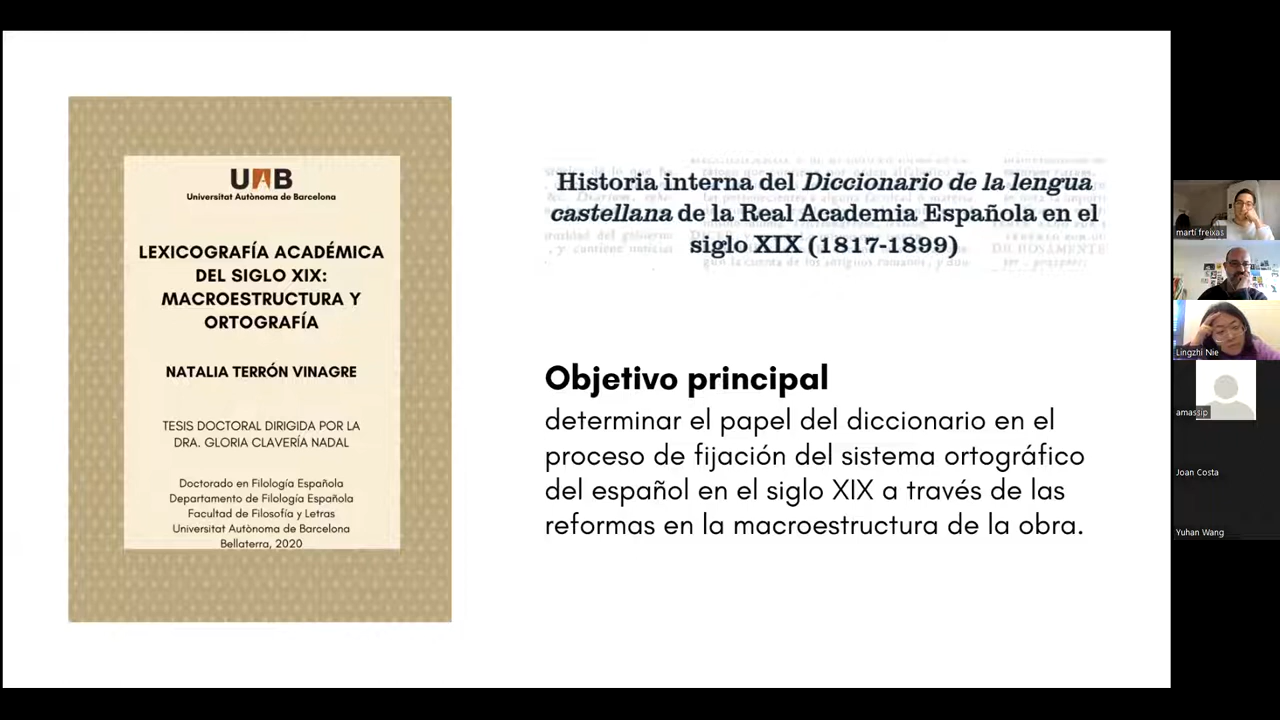 UAB
Universitat Autònoma de Barcelona
LEXICOGRAFÍA ACADÉMICA
DEL SIGLO XIX:
MACROESTRUCTURA Y
ORTOGRAFÍA
NATALIA TERRÓN VINAGRE
TESIS DOCTORAL DIRIGIDA POR LA
DRA. GLORIA CLAVERÍA NADAL
Doctorado en Filología Española
Departamento de Filología Española
Facultad de Filosofía y Letras
Universitat Autònoma de Barcelona
Bellaterra, 2020
Historia interna del Diccionario de la lengua
castellana de la Real Academia Española en el
siglo XIX (1817-1899)
Objetivo principal
determinar el papel del diccionario en el
proceso de fijación del sistema ortográfico
del español en el siglo XIX a través de las
reformas en la macroestructura de la obra.
martí freixas
Lingzhi Nie
amassip
Joan Costa
Yuhan Wang